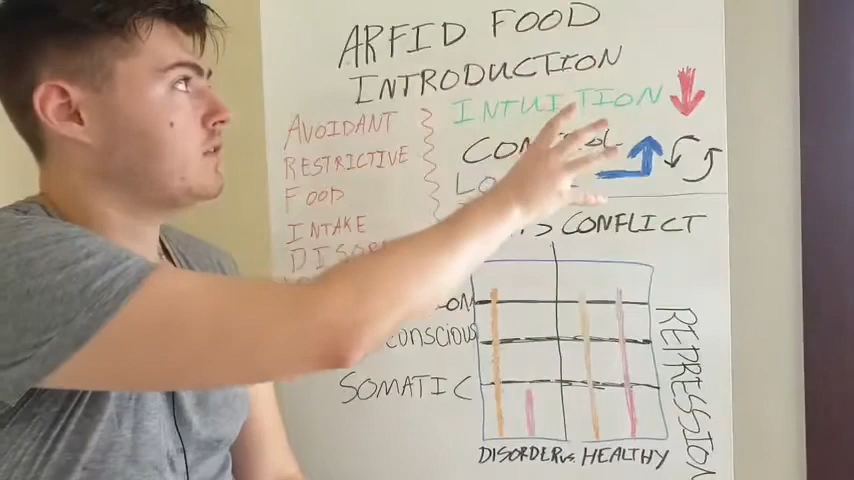 ARFID FOOD
INTRODUCTION
AVOIDANT
RESTRICTIVE
FOOD
INTAKE
INTUITION
CONFLICT
CONSCIOUS
SOMATIC
REPRESSION
DISORDER vs. HEALTHY